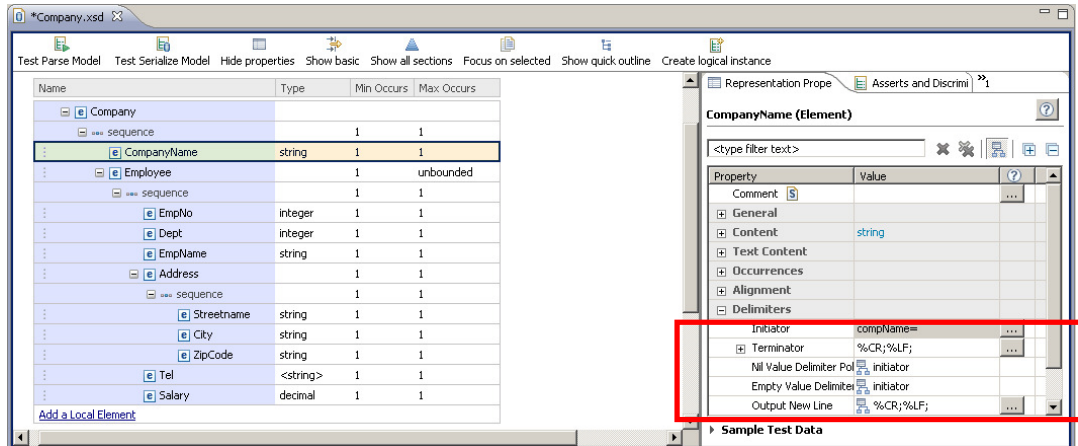 *Company.xsd
Test Parse Model Test Serialize Model Hide properties Show basic Show all sections Focus on selected Show quick outline Create logical instance
Name Type Min Occurs Max Occurs
e Company
sequence 1 1
e CompanyName string 1 1
e Employee 1 unbounded
sequence 1 1
e EmpNo integer 1 1
e Dept integer 1 1
e EmpName string 1 1
e Address 1 1
sequence 1 1
e Streetname string 1 1
e City string 1 1
e ZipCode string 1 1
e Tel <string> 1 1
e Salary decimal 1 1
Add a Local Element
Representation Prope Asserts and Discrimi »1
CompanyName (Element) ?
<type filter text>
Property Value ?
Comment S ...
General
Content string
Text Content
Occurrences
Alignment
Delimiters
Initiator compName= ...
Terminator %CR;%LF; ...
Nil Value Delimiter Pol initiator
Empty Value Delimiter initiator
Output New Line %CR;%LF; ...
Sample Test Data